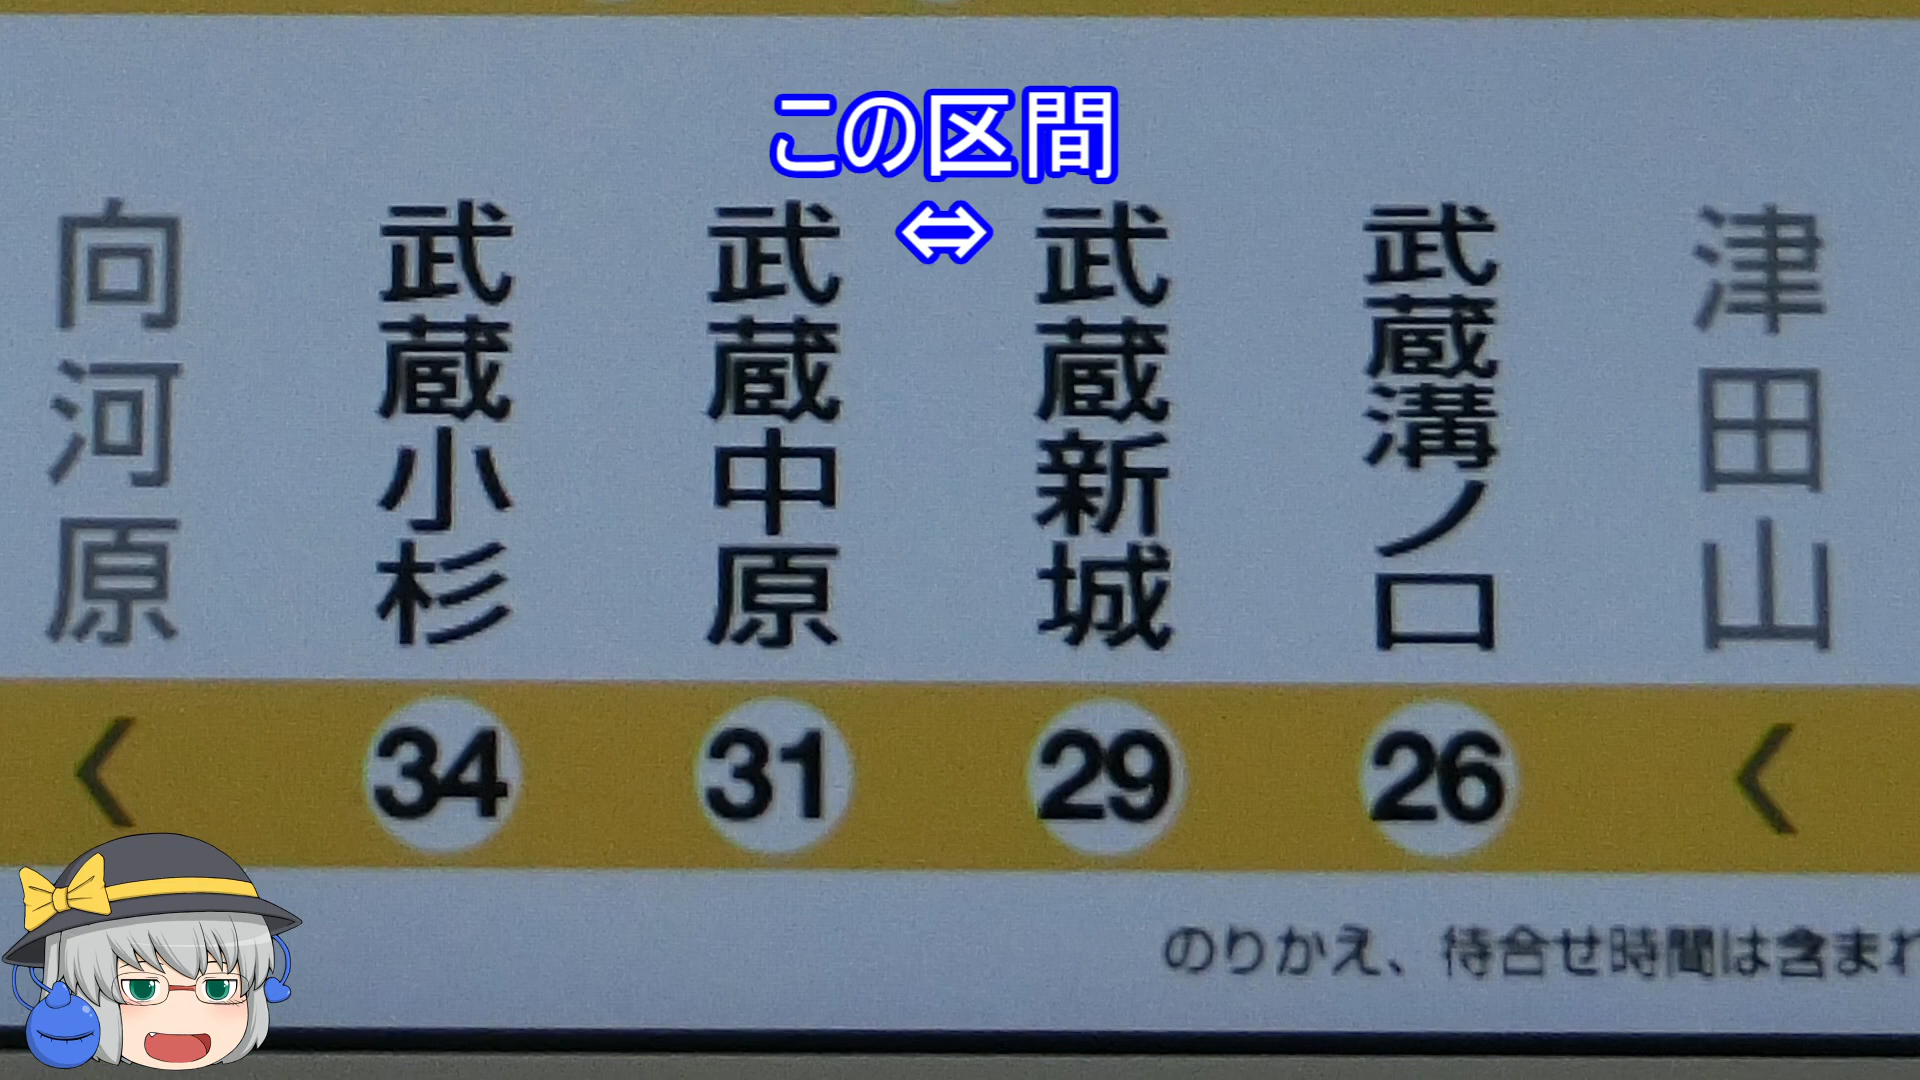 この区間
⇔
向河原
武蔵小杉
武蔵中原
武蔵新城
武蔵溝ノ口
津田山
く 34 31 29 26 く
のりかえ、待合せ時間は含まれ